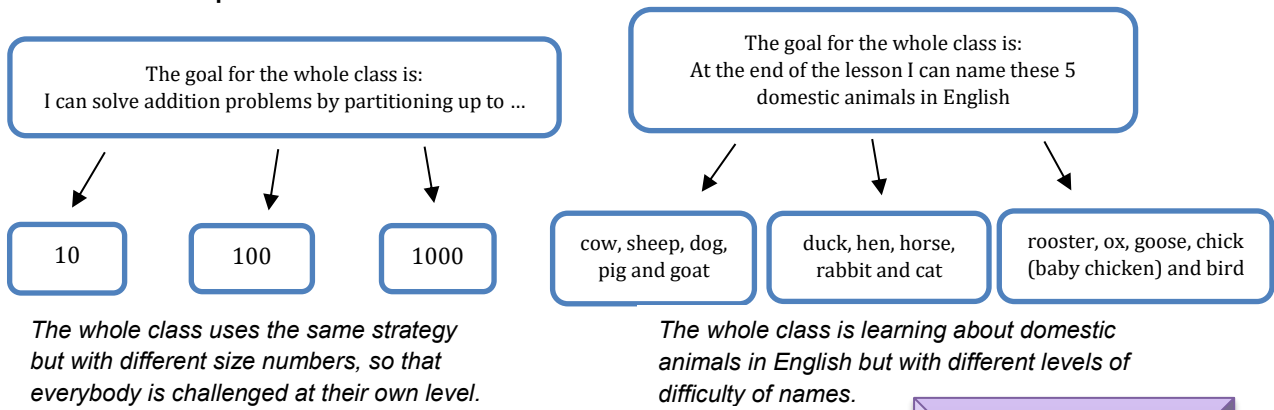 The goal for the whole class is:
I can solve addition problems by partitioning up to …
10
100
1000
The whole class uses the same strategy
but with different size numbers, so that
everybody is challenged at their own level.
The goal for the whole class is:
At the end of the lesson I can name these 5
domestic animals in English
cow, sheep, dog,
pig and goat
duck, hen, horse,
rabbit and cat
rooster, ox, goose, chick
(baby chicken) and bird
The whole class is learning about domestic
animals in English but with different levels of
difficulty of names.